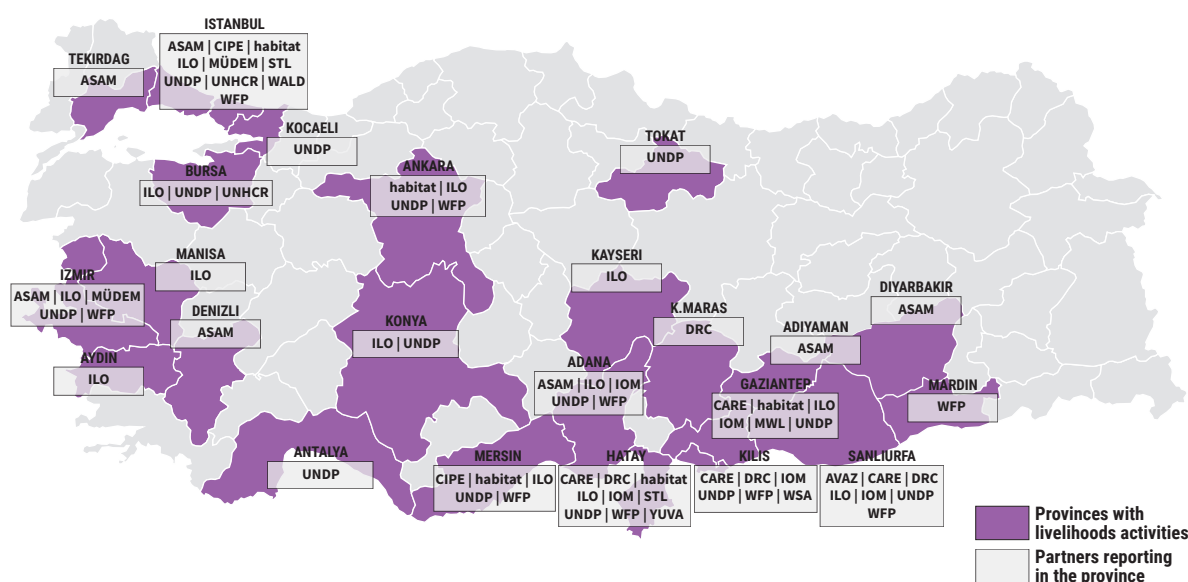 ISTANBUL
ASAM | CIPE | habitat
ILO | MÜDEM | STL
UNDP | UNHCR | WALD
WFP
TEKIRDAG
ASAM
KOCAELI
UNDP
TOKAT
UNDP
BURSA
ILO | UNDP | UNHCR
ANKARA
habitat | ILO
UNDP | WFP
MANISA
ILO
KAYSERI
ILO
IZMIR
ASAM | ILO | MÜDEM
UNDP | WFP
DENIZLI
ASAM
KONYA
ILO | UNDP
K.MARAS
DRC
DIYARBAKIR
ASAM
ADIYAMAN
ASAM
AYDIN
ILO
ADANA
ASAM | ILO | IOM
UNDP | WFP
GAZIANTEP
CARE | habitat | ILO
IOM | MWL | UNDP
MARDIN
WFP
ANTALYA
UNDP
MERSIN
CIPE | habitat | ILO
UNDP | WFP
HATAY
CARE | DRC | habitat
ILO | IOM | STL
UNDP | WFP | YUVA
KILIS
CARE | DRC | IOM
UNDP | WFP | WSA
SANLIURFA
AVAZ | CARE | DRC
ILO | IOM | UNDP
WFP
Provinces with
livelihoods activities
Partners reporting
in the province